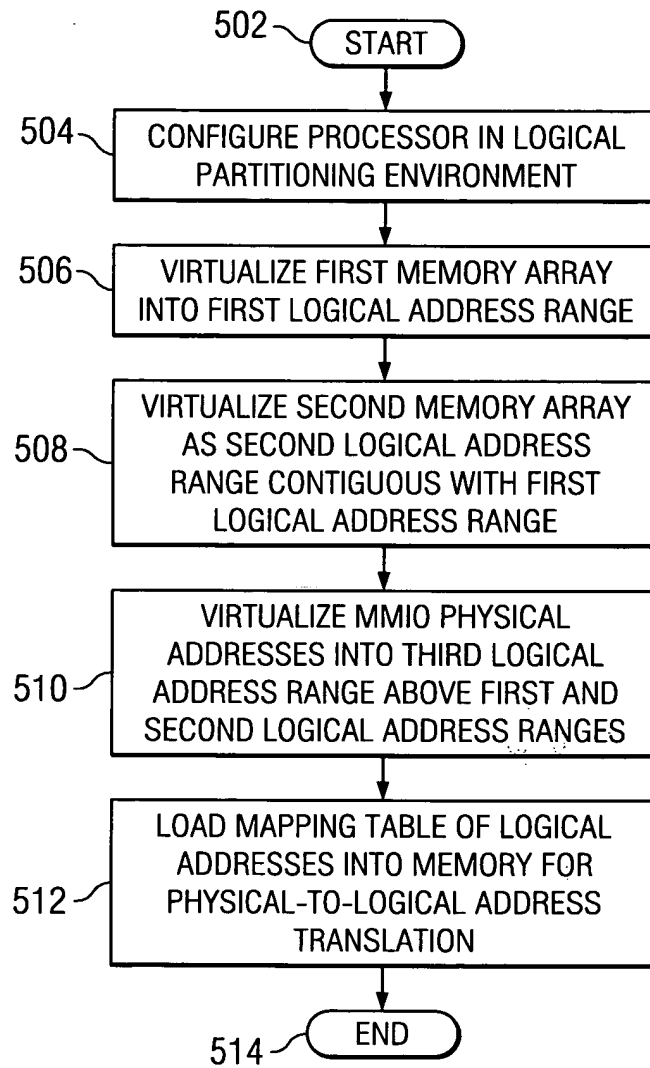 502
START
504
CONFIGURE PROCESSOR IN LOGICAL
PARTITIONING ENVIRONMENT
506
VIRTUALIZE FIRST MEMORY ARRAY
INTO FIRST LOGICAL ADDRESS RANGE
508
VIRTUALIZE SECOND MEMORY ARRAY
AS SECOND LOGICAL ADDRESS
RANGE CONTIGUOUS WITH FIRST
LOGICAL ADDRESS RANGE
510
VIRTUALIZE MMIO PHYSICAL
ADDRESSES INTO THIRD LOGICAL
ADDRESS RANGE ABOVE FIRST AND
SECOND LOGICAL ADDRESS RANGES
512
LOAD MAPPING TABLE OF LOGICAL
ADDRESSES INTO MEMORY FOR
PHYSICAL-TO-LOGICAL ADDRESS
TRANSLATION
514
END